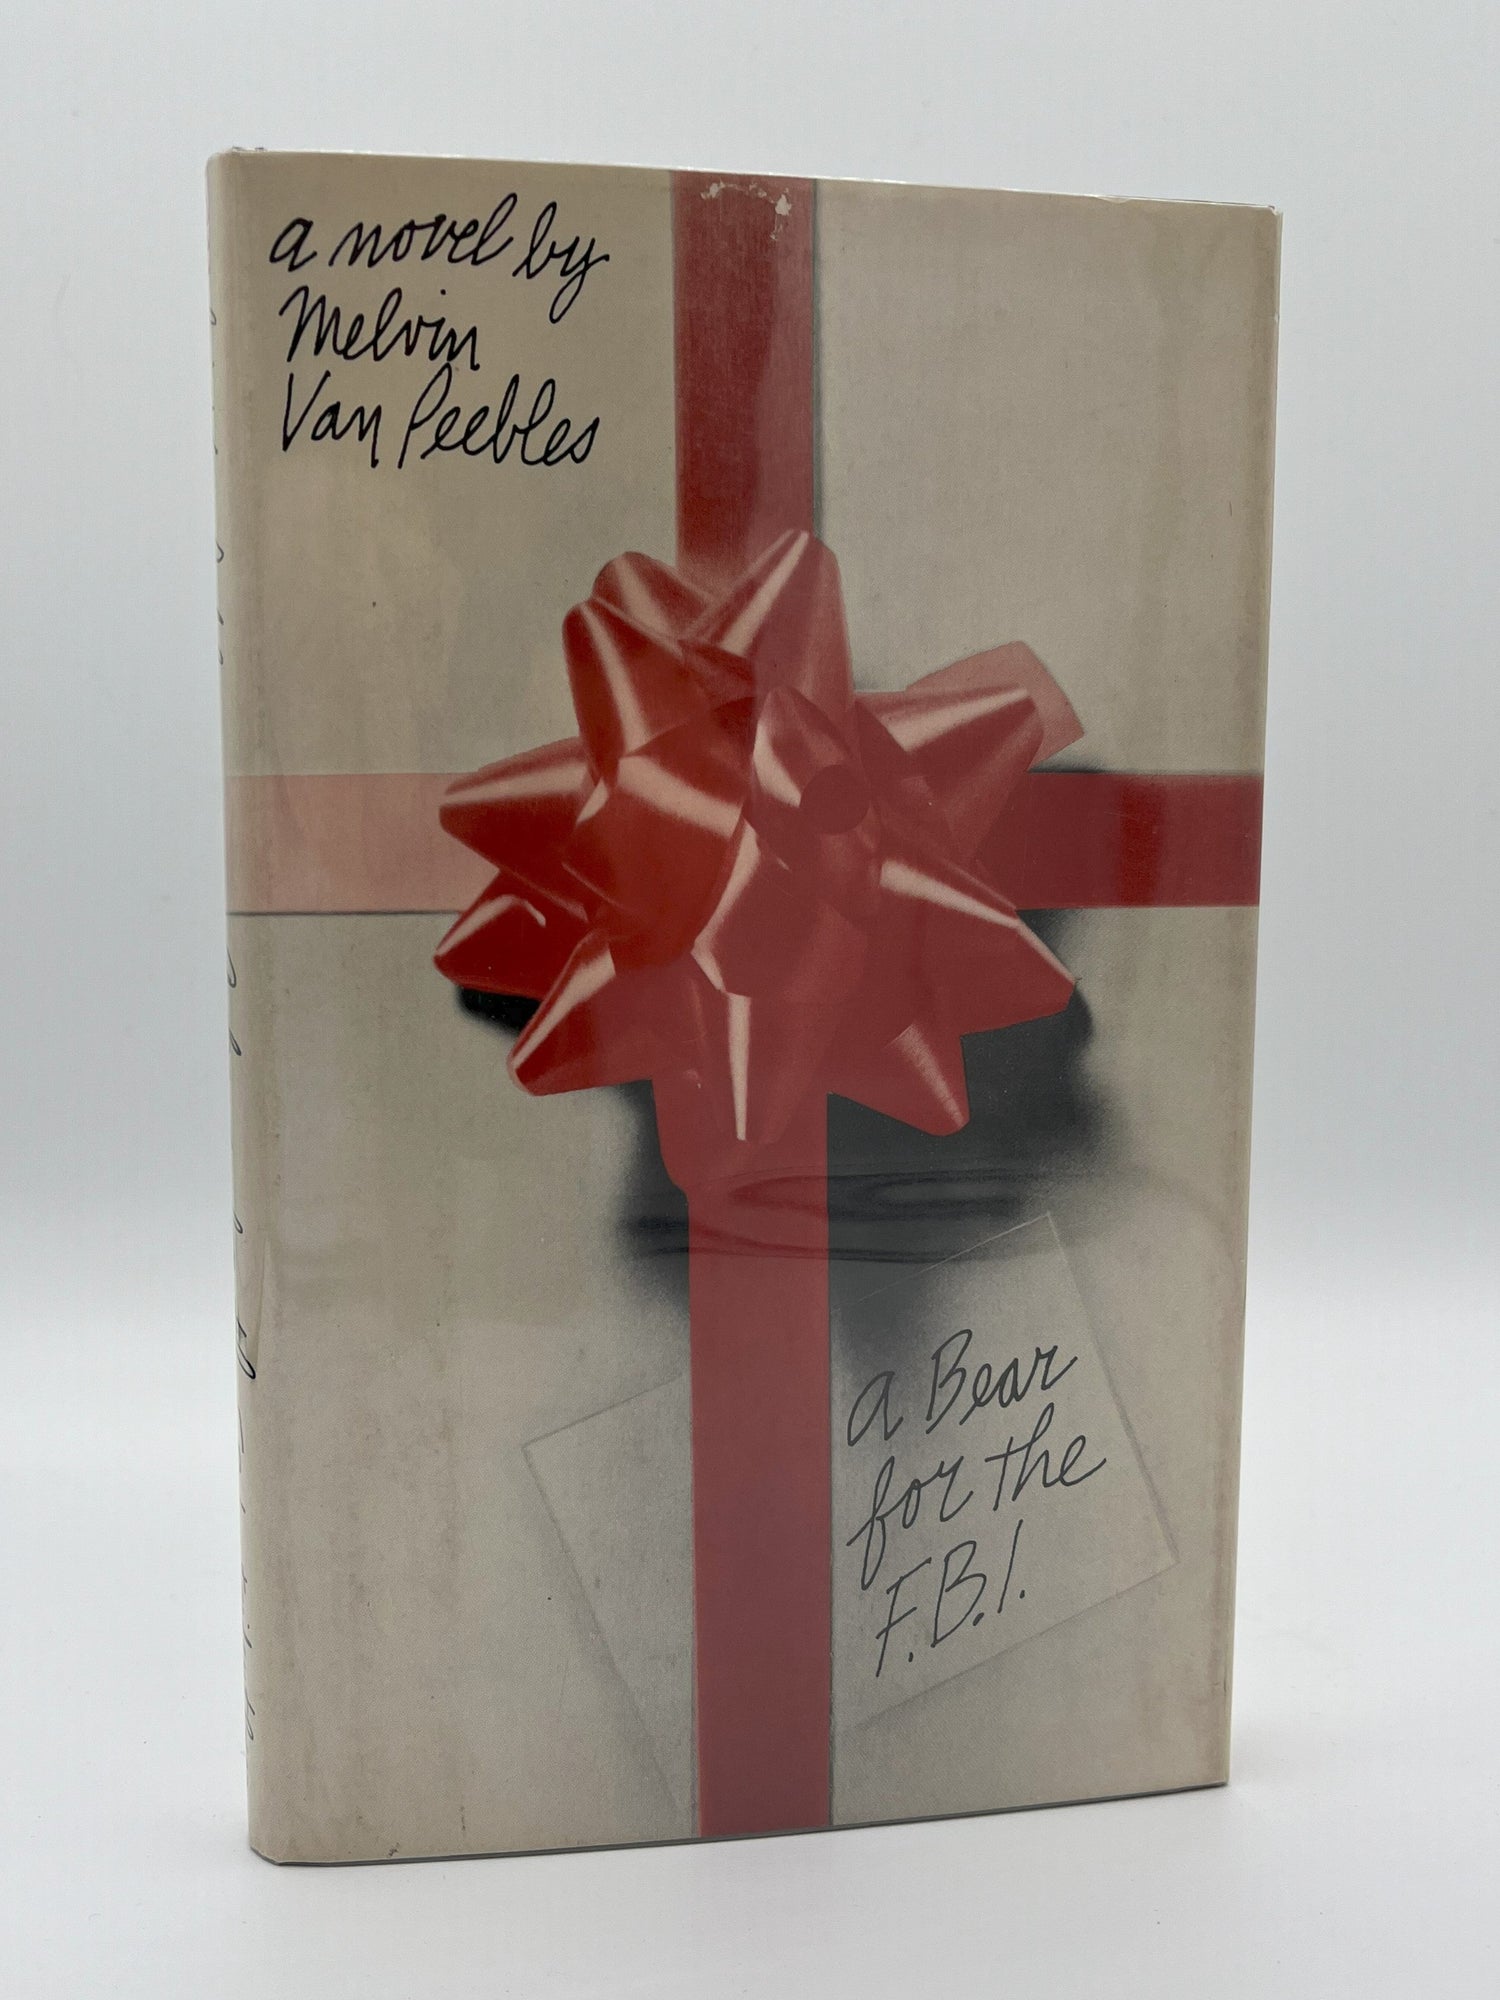 a novel by
Melvin
Van Peebles
a Bear
for the
F.B.I.